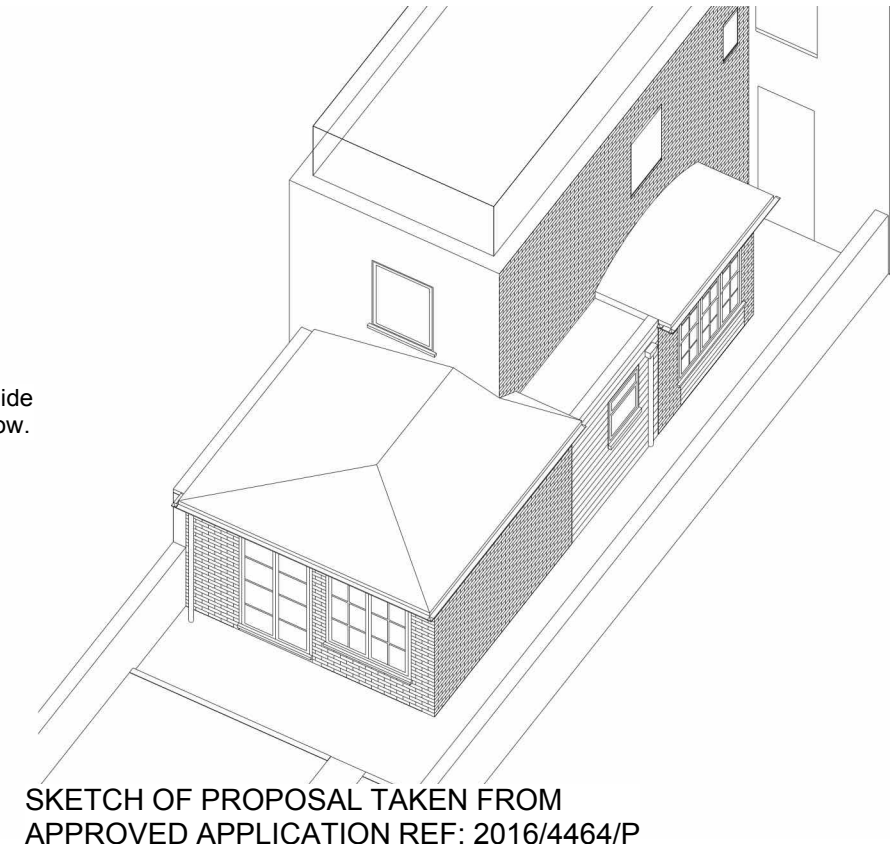 ide
ow.
SKETCH OF PROPOSAL TAKEN FROM
APPROVED APPLICATION REF: 2016/4464/P